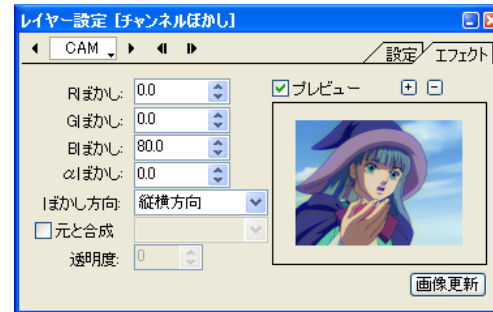 レイヤー設定 [チャンネルぼかし]
CAM
設定 エフェクト
Rぼかし: 0.0
Gぼかし: 0.0
Bぼかし: 80.0
αぼかし: 0.0
ぼかし方向: 縦横方向
元と合成
透明度: 0
プレビュー
画像更新